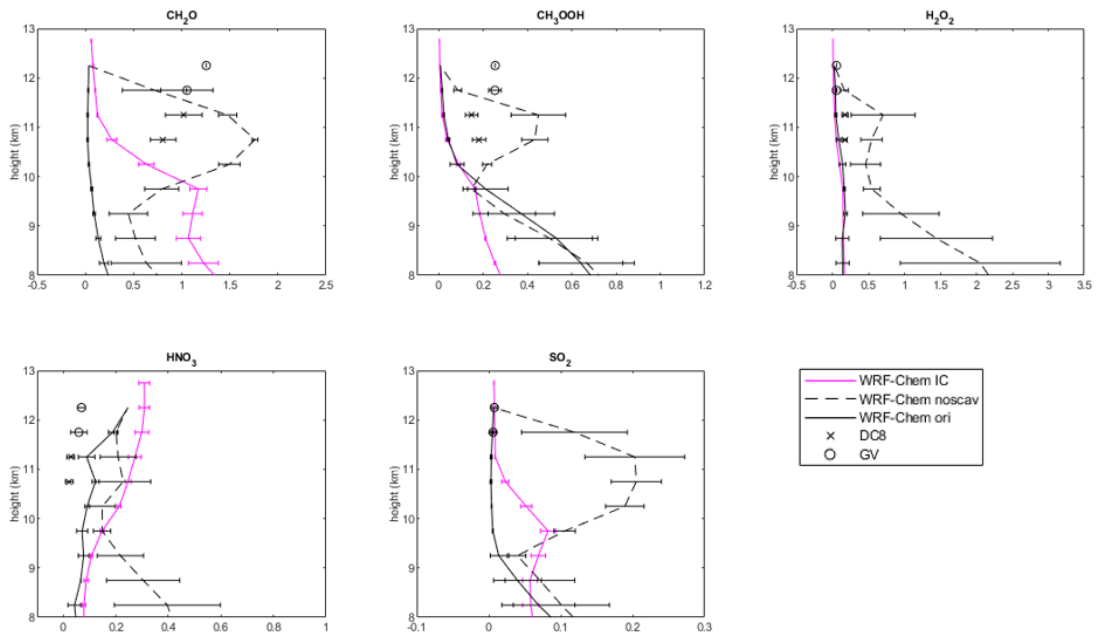 CH2O
13
12
11
10
9
8
height (km)
-0.5 0 0.5 1 1.5 2 2.5
CH3OOH
13
12
11
10
9
8
height (km)
0 0.2 0.4 0.6 0.8 1 1.2
H2O2
13
12
11
10
9
8
height (km)
-0.5 0 0.5 1 1.5 2 2.5 3 3.5
HNO3
13
12
11
10
9
8
height (km)
0 0.2 0.4 0.6 0.8 1
SO2
13
12
11
10
9
8
height (km)
-0.1 0 0.1 0.2 0.3
WRF-Chem IC
WRF-Chem noscav
WRF-Chem ori
DC8
GV